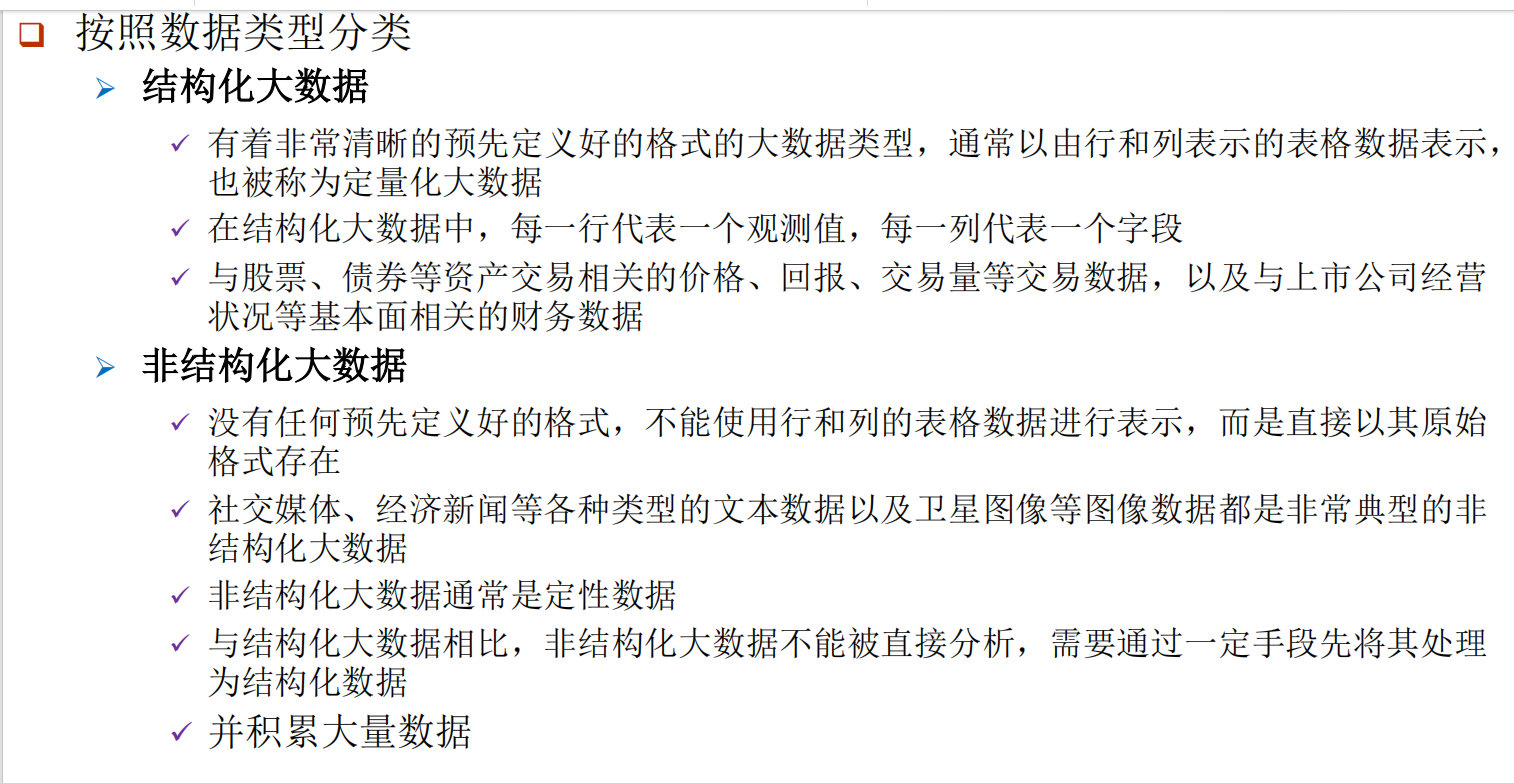 按照数据类型分类
结构化大数据
有着非常清晰的预先定义好的格式的大数据类型，通常以由行和列表示的表格数据表示，
也被称为定量化大数据
在结构化大数据中，每一行代表一个观测值，每一列代表一个字段
与股票、债券等资产交易相关的价格、回报、交易量等交易数据，以及与上市公司经营
状况等基本面相关的财务数据
非结构化大数据
没有任何预先定义好的格式，不能使用行和列的表格数据进行表示，而是直接以其原始
格式存在
社交媒体、经济新闻等各种类型的文本数据以及卫星图像等图像数据都是非常典型的非
结构化大数据
非结构化大数据通常是定性数据
与结构化大数据相比，非结构化大数据不能被直接分析，需要通过一定手段先将其处理
为结构化数据
并积累大量数据